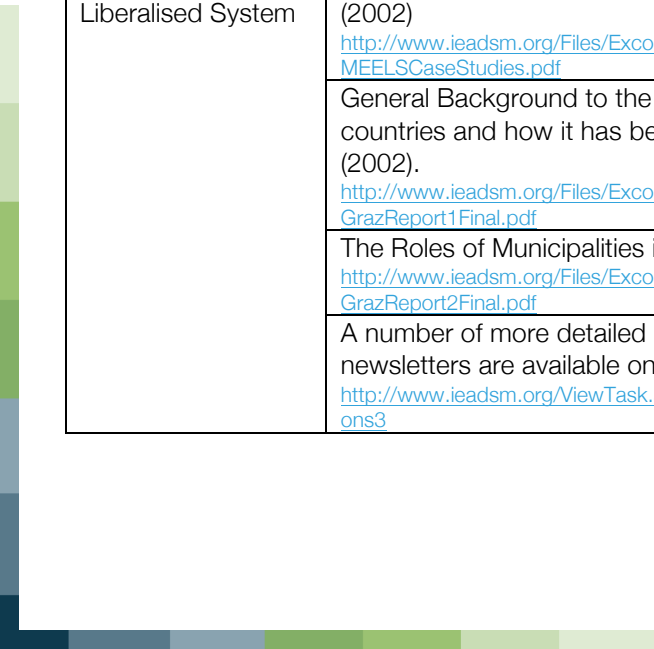 Liberalised System
(2002)
http://www.ieadsm.org/Files/Exco
MEELSCaseStudies.pdf
General Background to the
countries and how it has be
(2002).
http://www.ieadsm.org/Files/Exco
GrazReport1Final.pdf
The Roles of Municipalities i
http://www.ieadsm.org/Files/Exco
GrazReport2Final.pdf
A number of more detailed
newsletters are available on
http://www.ieadsm.org/ViewTask.
ons3